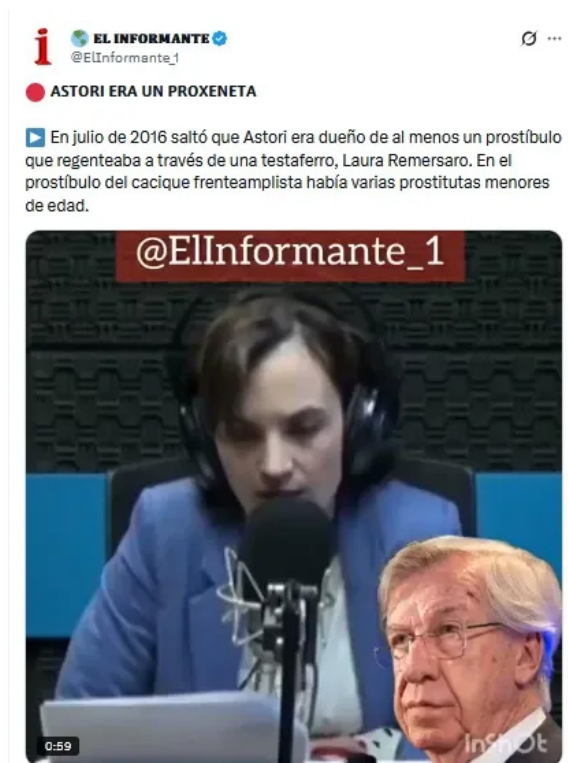 EL INFORMANTE
@ElInformante_1
ASTORI ERA UN PROXENETA
En julio de 2016 saltó que Astori era dueño de al menos un prostíbulo
que regenteaba a través de una testaferro, Laura Remersaro. En el
prostíbulo del cacique frenteamplista había varias prostitutas menores
de edad.
@ElInformante_1
0:59
InShOt